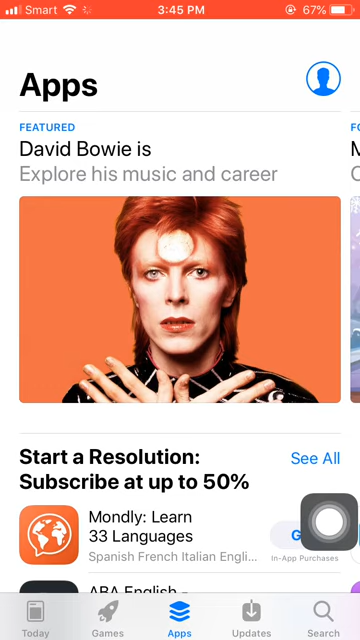 Smart 3:45 PM 67%
Apps
FEATURED
David Bowie is
Explore his music and career
Start a Resolution:
Subscribe at up to 50%
See All
Mondly: Learn
33 Languages
Spanish French Italian Engli...
In-App Purchases
ABA English -
Today Games Apps Updates Search